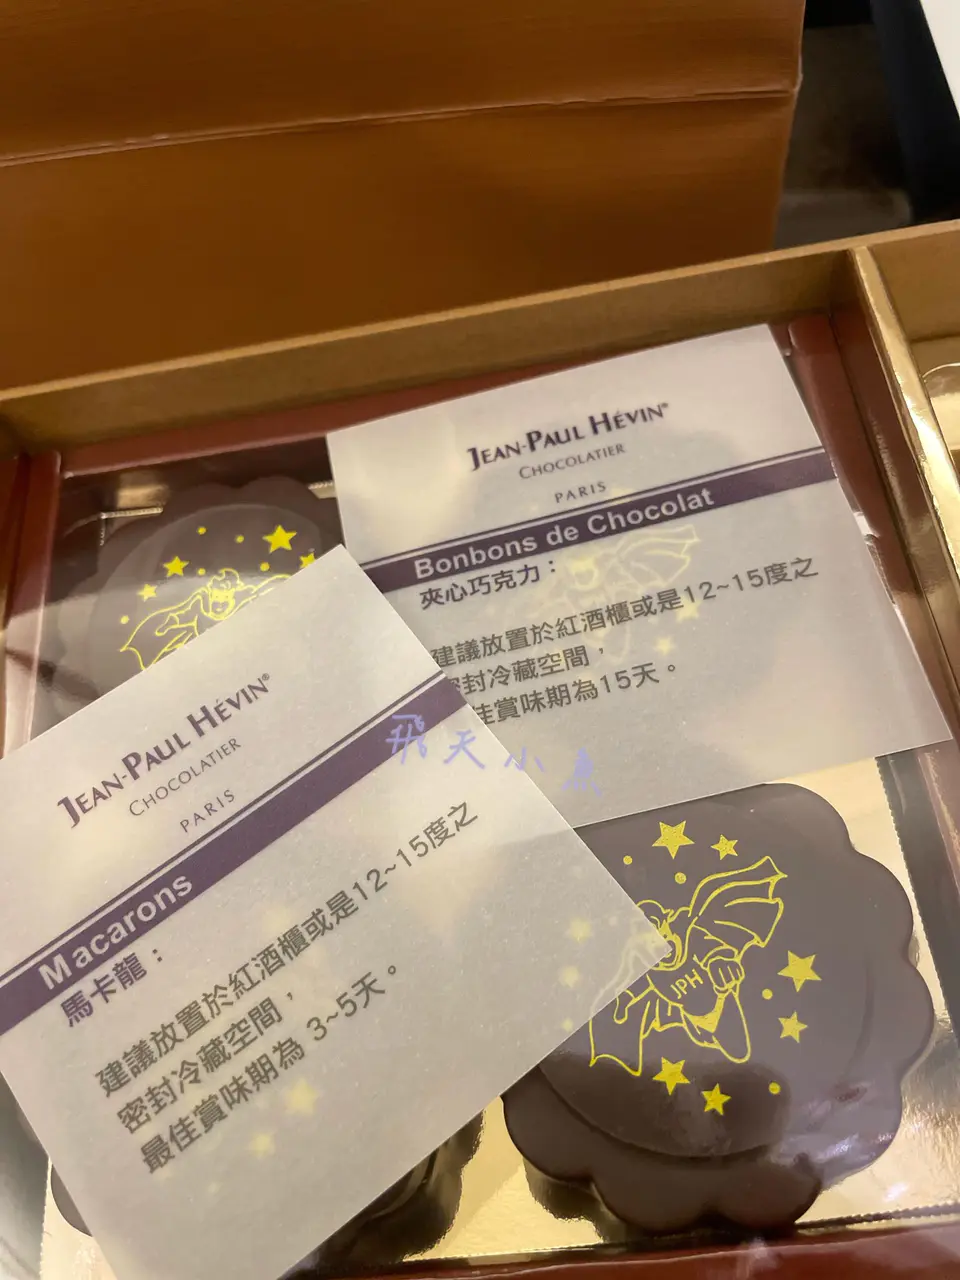 JEAN-PAUL HÉVIN®
CHOCOLATIER
PARIS
Bonbons de Chocolat
夾心巧克力：
建議放置於紅酒櫃或是12~15度之
密封冷藏空間，
佳賞味期為15天。
JEAN-PAUL HÉVIN®
CHOCOLATIER
PARIS
Macarons
馬卡龍：
建議放置於紅酒櫃或是12~15度之
密封冷藏空間，
最佳賞味期為 3~5天。
飛天小魚
JPH